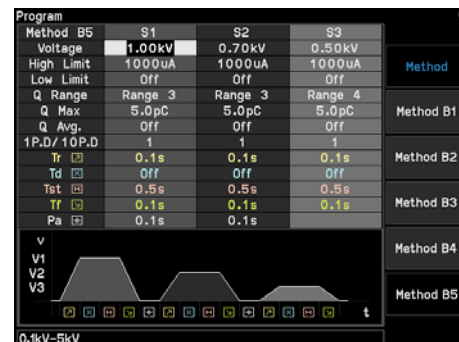 Program
Method B5 S1 S2 S3
Voltage 1.00kV 0.70kV 0.50kV
High Limit 1000uA 1000uA 1000uA
Low Limit Off Off Off
Q Range Range 3 Range 3 Range 4
Q Max 5.0pC 5.0pC 5.0pC
Q Avg. Off Off Off
1P.D/10P.D 1 1 1
Tr 0.1s 0.1s 0.1s
Td Off Off Off
Tst 0.5s 0.5s 0.5s
Tf 0.1s 0.1s 0.1s
Pa 0.1s 0.1s
V
V1
V2
V3
t
0.1kV-5kV
Method
Method B1
Method B2
Method B3
Method B4
Method B5